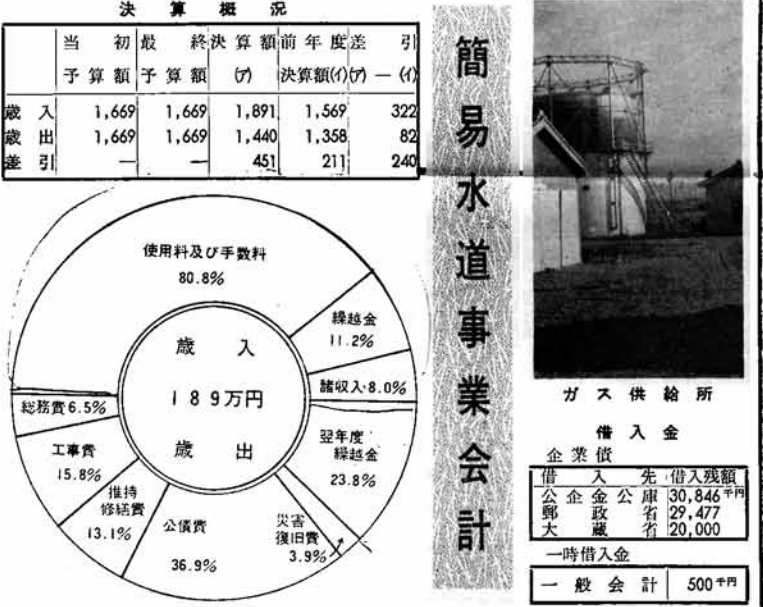 決算概況
当初 最終 決算額 前年度 差引
予算額 予算額 (ア) 決算額(イ) (ア)―(イ)
歳入 1,669 1,669 1,891 1,569 322
歳出 1,669 1,669 1,440 1,358 82
差引 ― ― 451 211 240
使用料及び手数料
80.8%
繰越金
11.2%
諸収入 8.0%
歳入
189万円
歳出
総務費 6.5%
工事費
15.8%
維持
修繕費
13.1%
公債費
36.9%
災害
復旧費
3.9%
翌年度
繰越金
23.8%
簡易水道事業会計
ガス供給所
借入金
企業債
借入先 借入残額
公企金公庫 30,846千円
郵政省 29,477
大蔵省 20,000
一時借入金
一般会計 500千円